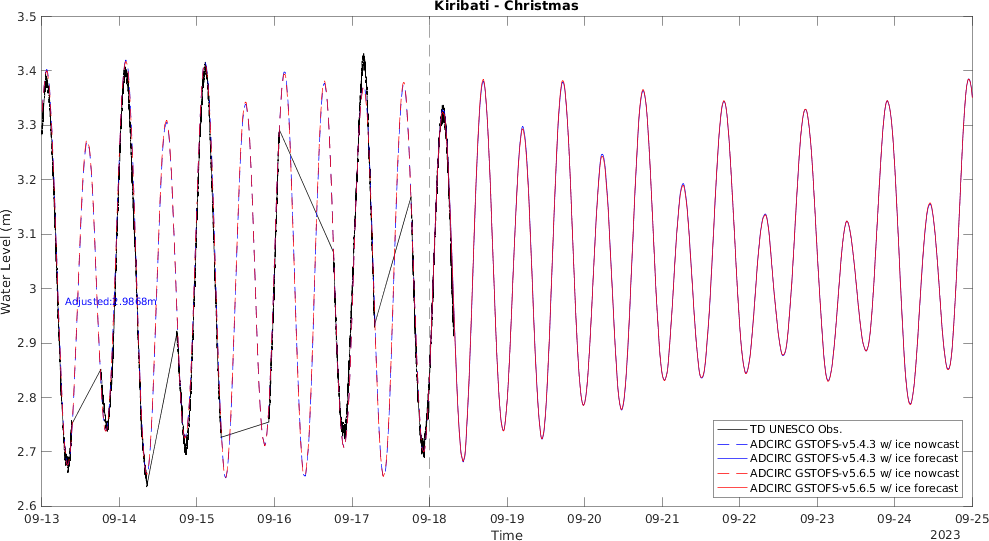 Kiribati - Christmas
3.5
3.4
3.3
3.2
3.1
3
2.9
2.8
2.7
2.6
Water Level (m)
Adjusted:2.9868m
TD UNESCO Obs.
ADCIRC GSTOFS-v5.4.3 w/ ice nowcast
ADCIRC GSTOFS-v5.4.3 w/ ice forecast
ADCIRC GSTOFS-v5.6.5 w/ ice nowcast
ADCIRC GSTOFS-v5.6.5 w/ ice forecast
09-13 09-14 09-15 09-16 09-17 09-18 09-19 09-20 09-21 09-22 09-23 09-24 09-25
Time
2023